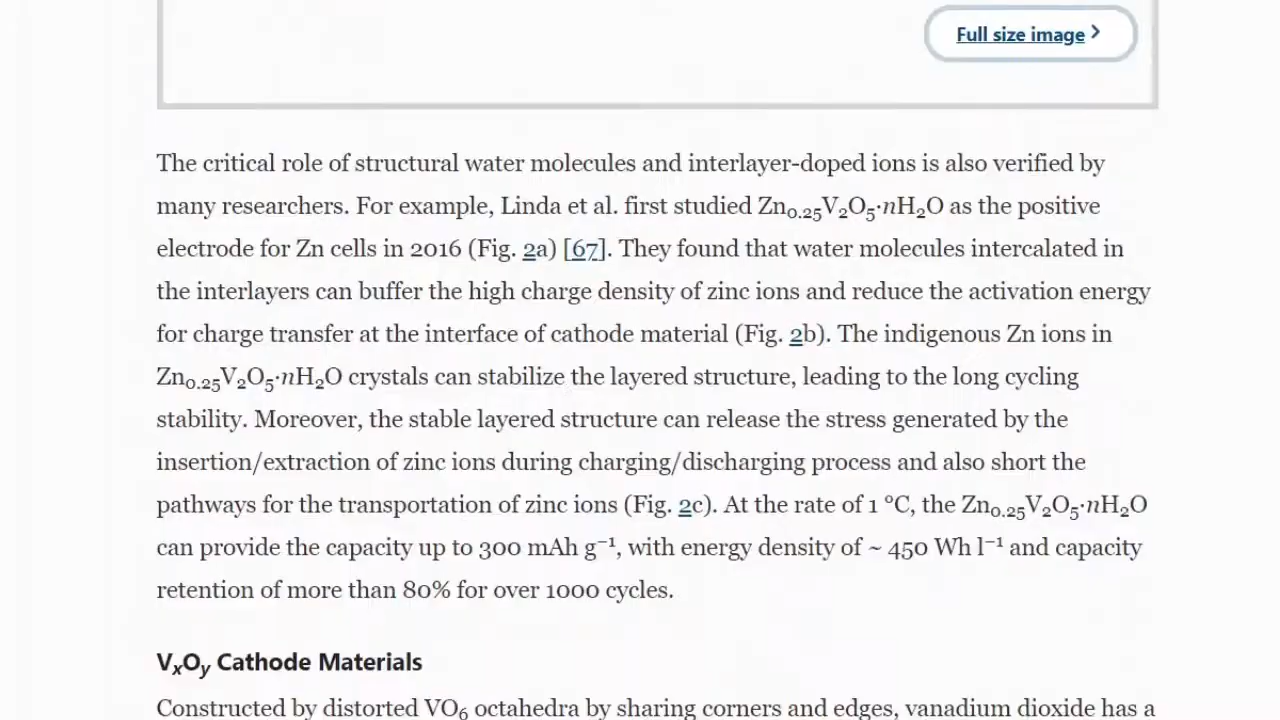 Full size image
The critical role of structural water molecules and interlayer-doped ions is also verified by
many researchers. For example, Linda et al. first studied Zn₀.₂₅V₂O₅·nH₂O as the positive
electrode for Zn cells in 2016 (Fig. 2a) [67]. They found that water molecules intercalated in
the interlayers can buffer the high charge density of zinc ions and reduce the activation energy
for charge transfer at the interface of cathode material (Fig. 2b). The indigenous Zn ions in
Zn₀.₂₅V₂O₅·nH₂O crystals can stabilize the layered structure, leading to the long cycling
stability. Moreover, the stable layered structure can release the stress generated by the
insertion/extraction of zinc ions during charging/discharging process and also short the
pathways for the transportation of zinc ions (Fig. 2c). At the rate of 1 °C, the Zn₀.₂₅V₂O₅·nH₂O
can provide the capacity up to 300 mAh g⁻¹, with energy density of ~ 450 Wh l⁻¹ and capacity
retention of more than 80% for over 1000 cycles.
VₓOᵧ Cathode Materials
Constructed by distorted VO₆ octahedra by sharing corners and edges, vanadium dioxide has a